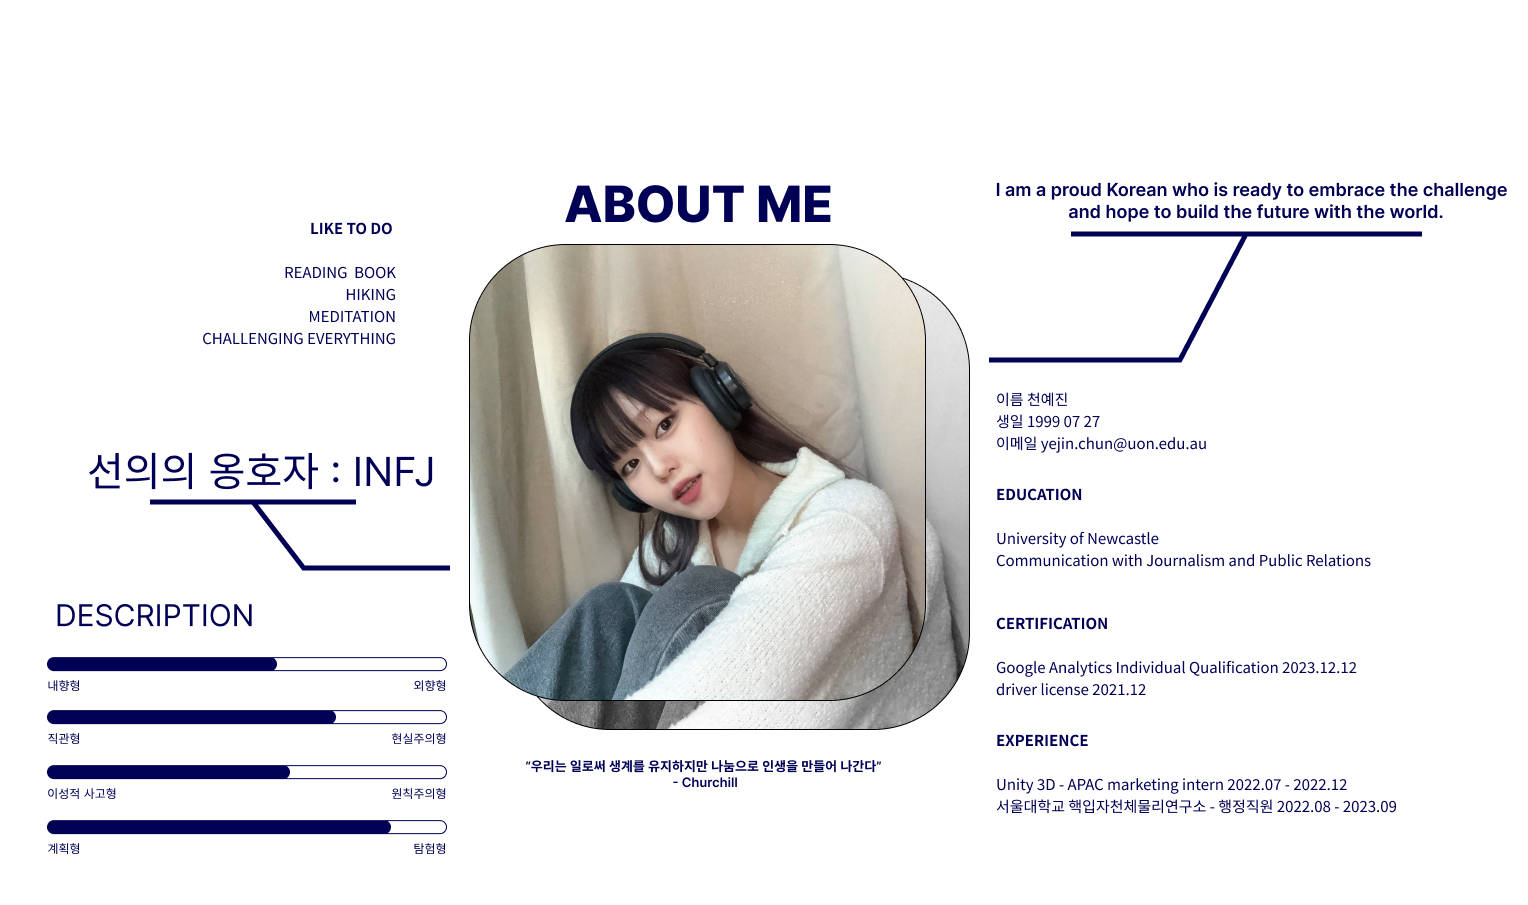 LIKE TO DO
READING BOOK
HIKING
MEDITATION
CHALLENGING EVERYTHING
선의의 옹호자 : INFJ
DESCRIPTION
내향형 외향형
직관형 현실주의형
이성적 사고형 원칙주의형
계획형 탐험형
ABOUT ME
“우리는 일로써 생계를 유지하지만 나눔으로 인생을 만들어 나간다”
- Churchill
I am a proud Korean who is ready to embrace the challenge
and hope to build the future with the world.
이름 천예진
생일 1999 07 27
이메일 yejin.chun@uon.edu.au
EDUCATION
University of Newcastle
Communication with Journalism and Public Relations
CERTIFICATION
Google Analytics Individual Qualification 2023.12.12
driver license 2021.12
EXPERIENCE
Unity 3D - APAC marketing intern 2022.07 - 2022.12
서울대학교 핵입자천체물리연구소 - 행정직원 2022.08 - 2023.09